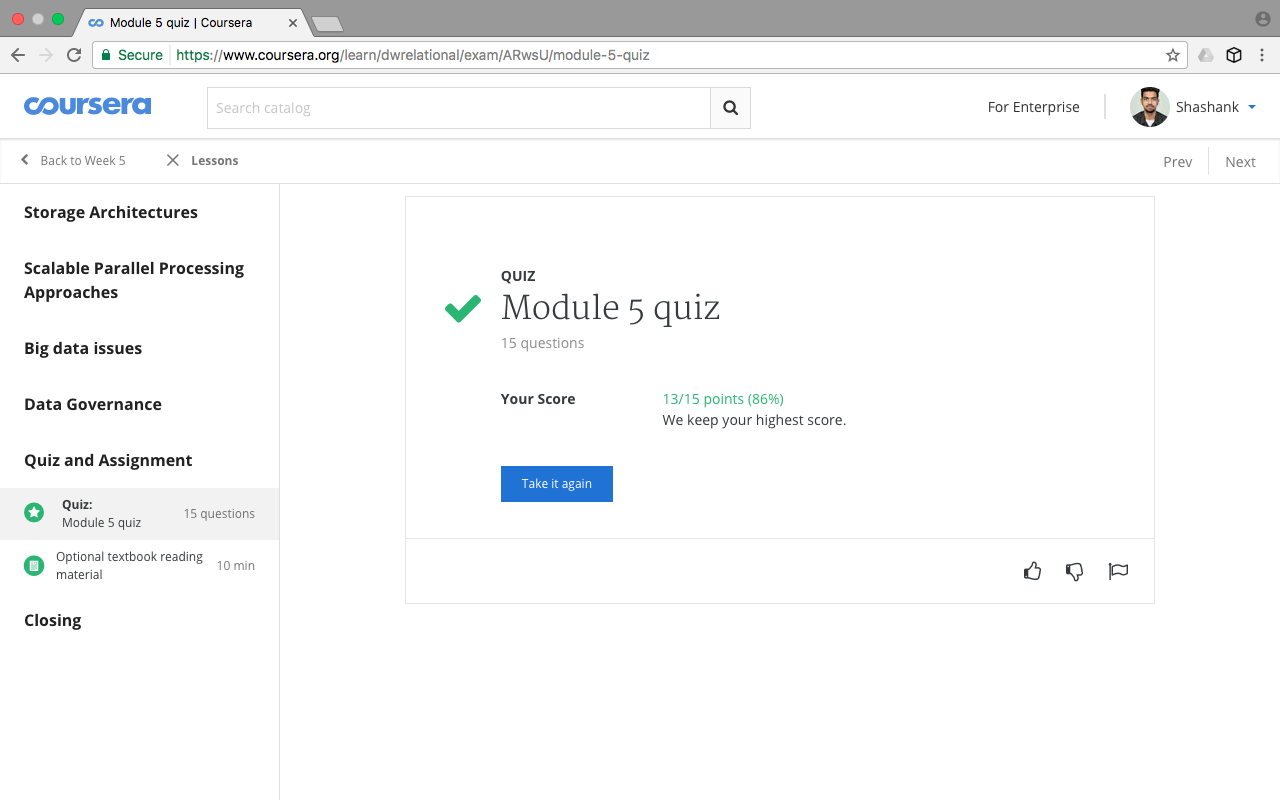 Module 5 quiz | Coursera
Secure https://www.coursera.org/learn/dwrelational/exam/ARwsU/module-5-quiz
coursera
Search catalog
For Enterprise
Shashank
Back to Week 5
Lessons
Prev
Next
Storage Architectures
Scalable Parallel Processing
Approaches
Big data issues
Data Governance
Quiz and Assignment
Quiz:
Module 5 quiz
15 questions
Optional textbook reading
material
10 min
Closing
QUIZ
Module 5 quiz
15 questions
Your Score
13/15 points (86%)
We keep your highest score.
Take it again